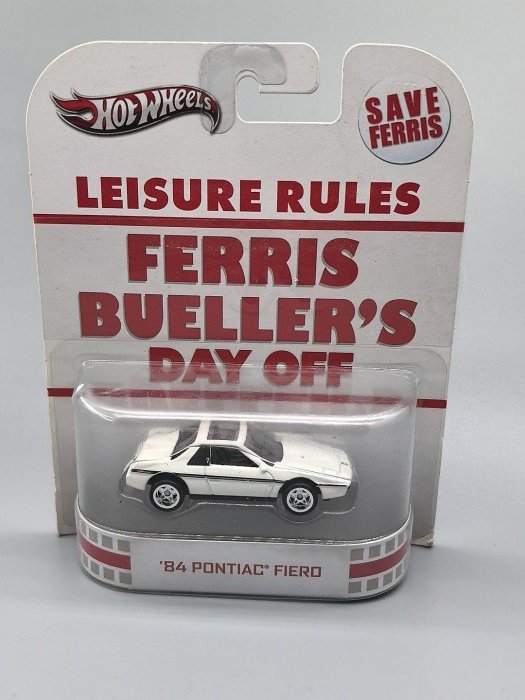 HOT WHEELS
SAVE
FERRIS
LEISURE RULES
FERRIS
BUELLER'S
DAY OFF
'84 PONTIAC® FIERO